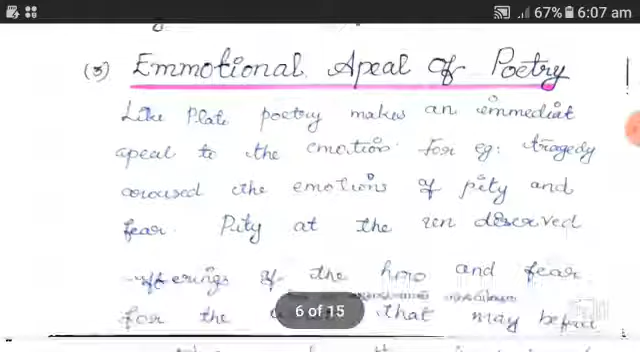 67% 6:07 am
(3) Emmotional Apeal of Poetry
Like Plato poetry makes an immediat
apeal to the emotion. For eg: tragedy
aroused the emotions of pity and
fear. Pity at the un deserved
sufferings of the hero and fear
for the that may befall
6 of 15